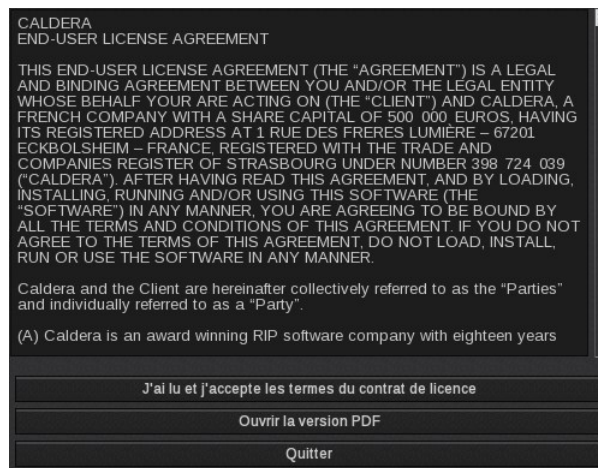 CALDERA
END-USER LICENSE AGREEMENT
THIS END-USER LICENSE AGREEMENT (THE “AGREEMENT”) IS A LEGAL
AND BINDING AGREEMENT BETWEEN YOU AND/OR THE LEGAL ENTITY
WHOSE BEHALF YOUR ARE ACTING ON (THE “CLIENT”) AND CALDERA, A
FRENCH COMPANY WITH A SHARE CAPITAL OF 500 000 EUROS, HAVING
ITS REGISTERED ADDRESS AT 1 RUE DES FRERES LUMIÈRE – 67201
ECKBOLSHEIM – FRANCE, REGISTERED WITH THE TRADE AND
COMPANIES REGISTER OF STRASBOURG UNDER NUMBER 398 724 039
(“CALDERA”). AFTER HAVING READ THIS AGREEMENT, AND BY LOADING,
INSTALLING, RUNNING AND/OR USING THIS SOFTWARE (THE
“SOFTWARE”) IN ANY MANNER, YOU ARE AGREEING TO BE BOUND BY
ALL THE TERMS AND CONDITIONS OF THIS AGREEMENT. IF YOU DO NOT
AGREE TO THE TERMS OF THIS AGREEMENT, DO NOT LOAD, INSTALL,
RUN OR USE THE SOFTWARE IN ANY MANNER.
Caldera and the Client are hereinafter collectively referred to as the “Parties”
and individually referred to as a “Party”.
(A) Caldera is an award winning RIP software company with eighteen years
J'ai lu et j'accepte les termes du contrat de licence
Ouvrir la version PDF
Quitter